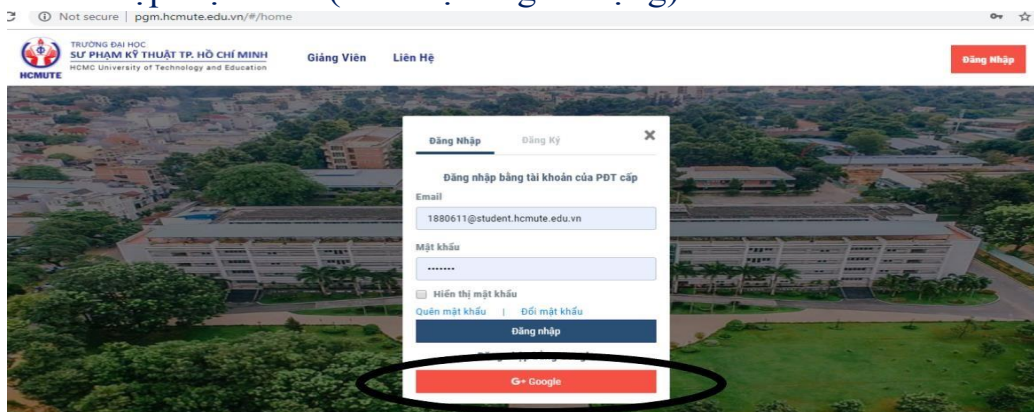 Not secure | pgm.hcmute.edu.vn/#/home
TRƯỜNG ĐẠI HỌC
SƯ PHẠM KỸ THUẬT TP. HỒ CHÍ MINH
HCMC University of Technology and Education
HCMUTE
Giảng Viên Liên Hệ
Đăng Nhập
Đăng Nhập Đăng Ký
Đăng nhập bằng tài khoản của PĐT cấp
Email
1880611@student.hcmute.edu.vn
Mật khẩu
•••••••
Hiển thị mật khẩu
Quên mật khẩu | Đổi mật khẩu
Đăng nhập
G+ Google